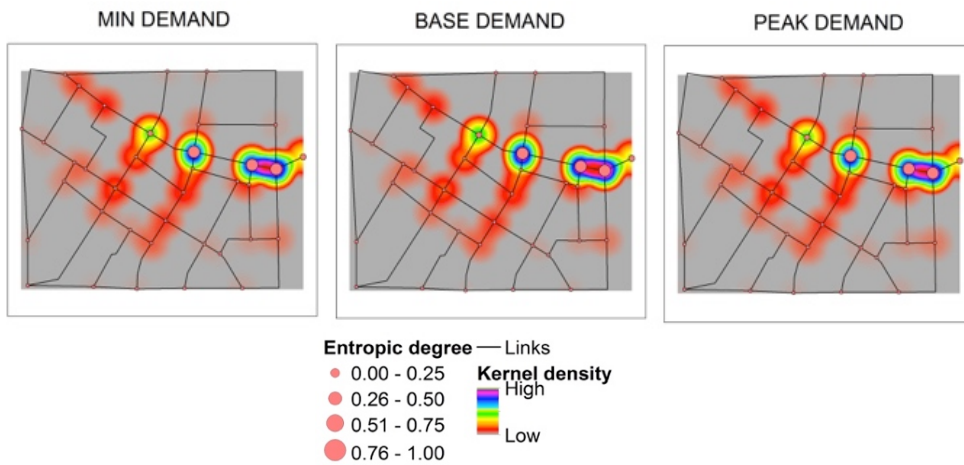 MIN DEMAND
BASE DEMAND
PEAK DEMAND
Entropic degree
0.00 - 0.25
0.26 - 0.50
0.51 - 0.75
0.76 - 1.00
Links
Kernel density
High
Low